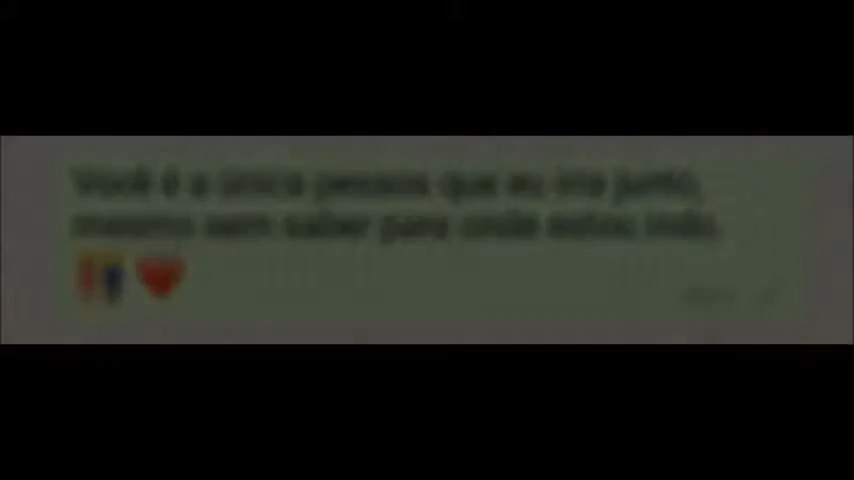 Você é a única pessoa que eu iria junto,
mesmo sem saber para onde estou indo.